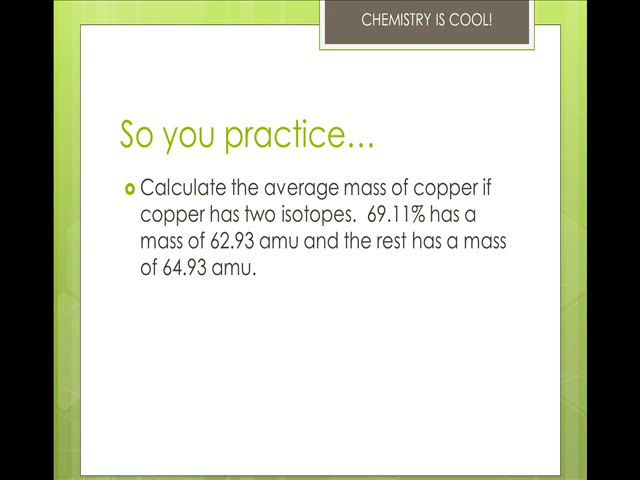 CHEMISTRY IS COOL!
So you practice...
Calculate the average mass of copper if
copper has two isotopes.  69.11% has a
mass of 62.93 amu and the rest has a mass
of 64.93 amu.